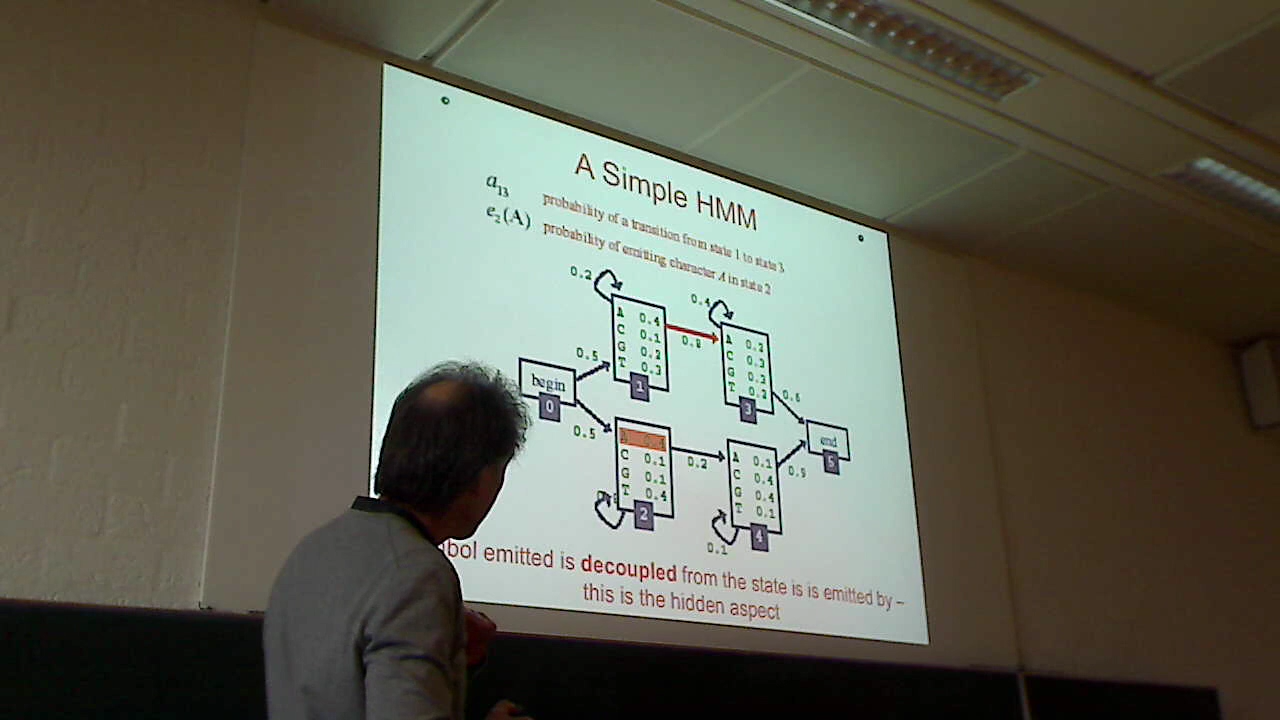 A Simple HMM
a13 probability of a transition from state 1 to state 3
e2(A) probability of emitting character A in state 2
0.2
0.4
A 0.4
C 0.1
G 0.2
T 0.3
1
0.8
A 0.2
C 0.3
G 0.3
T 0.2
3
0.5
begin
0
0.5
0.6
end
5
A 0.4
C 0.1
G 0.1
T 0.4
2
0.2
A 0.1
C 0.4
G 0.4
T 0.1
4
0.9
0.1
emitted is decoupled from the state is is emitted by –
this is the hidden aspect